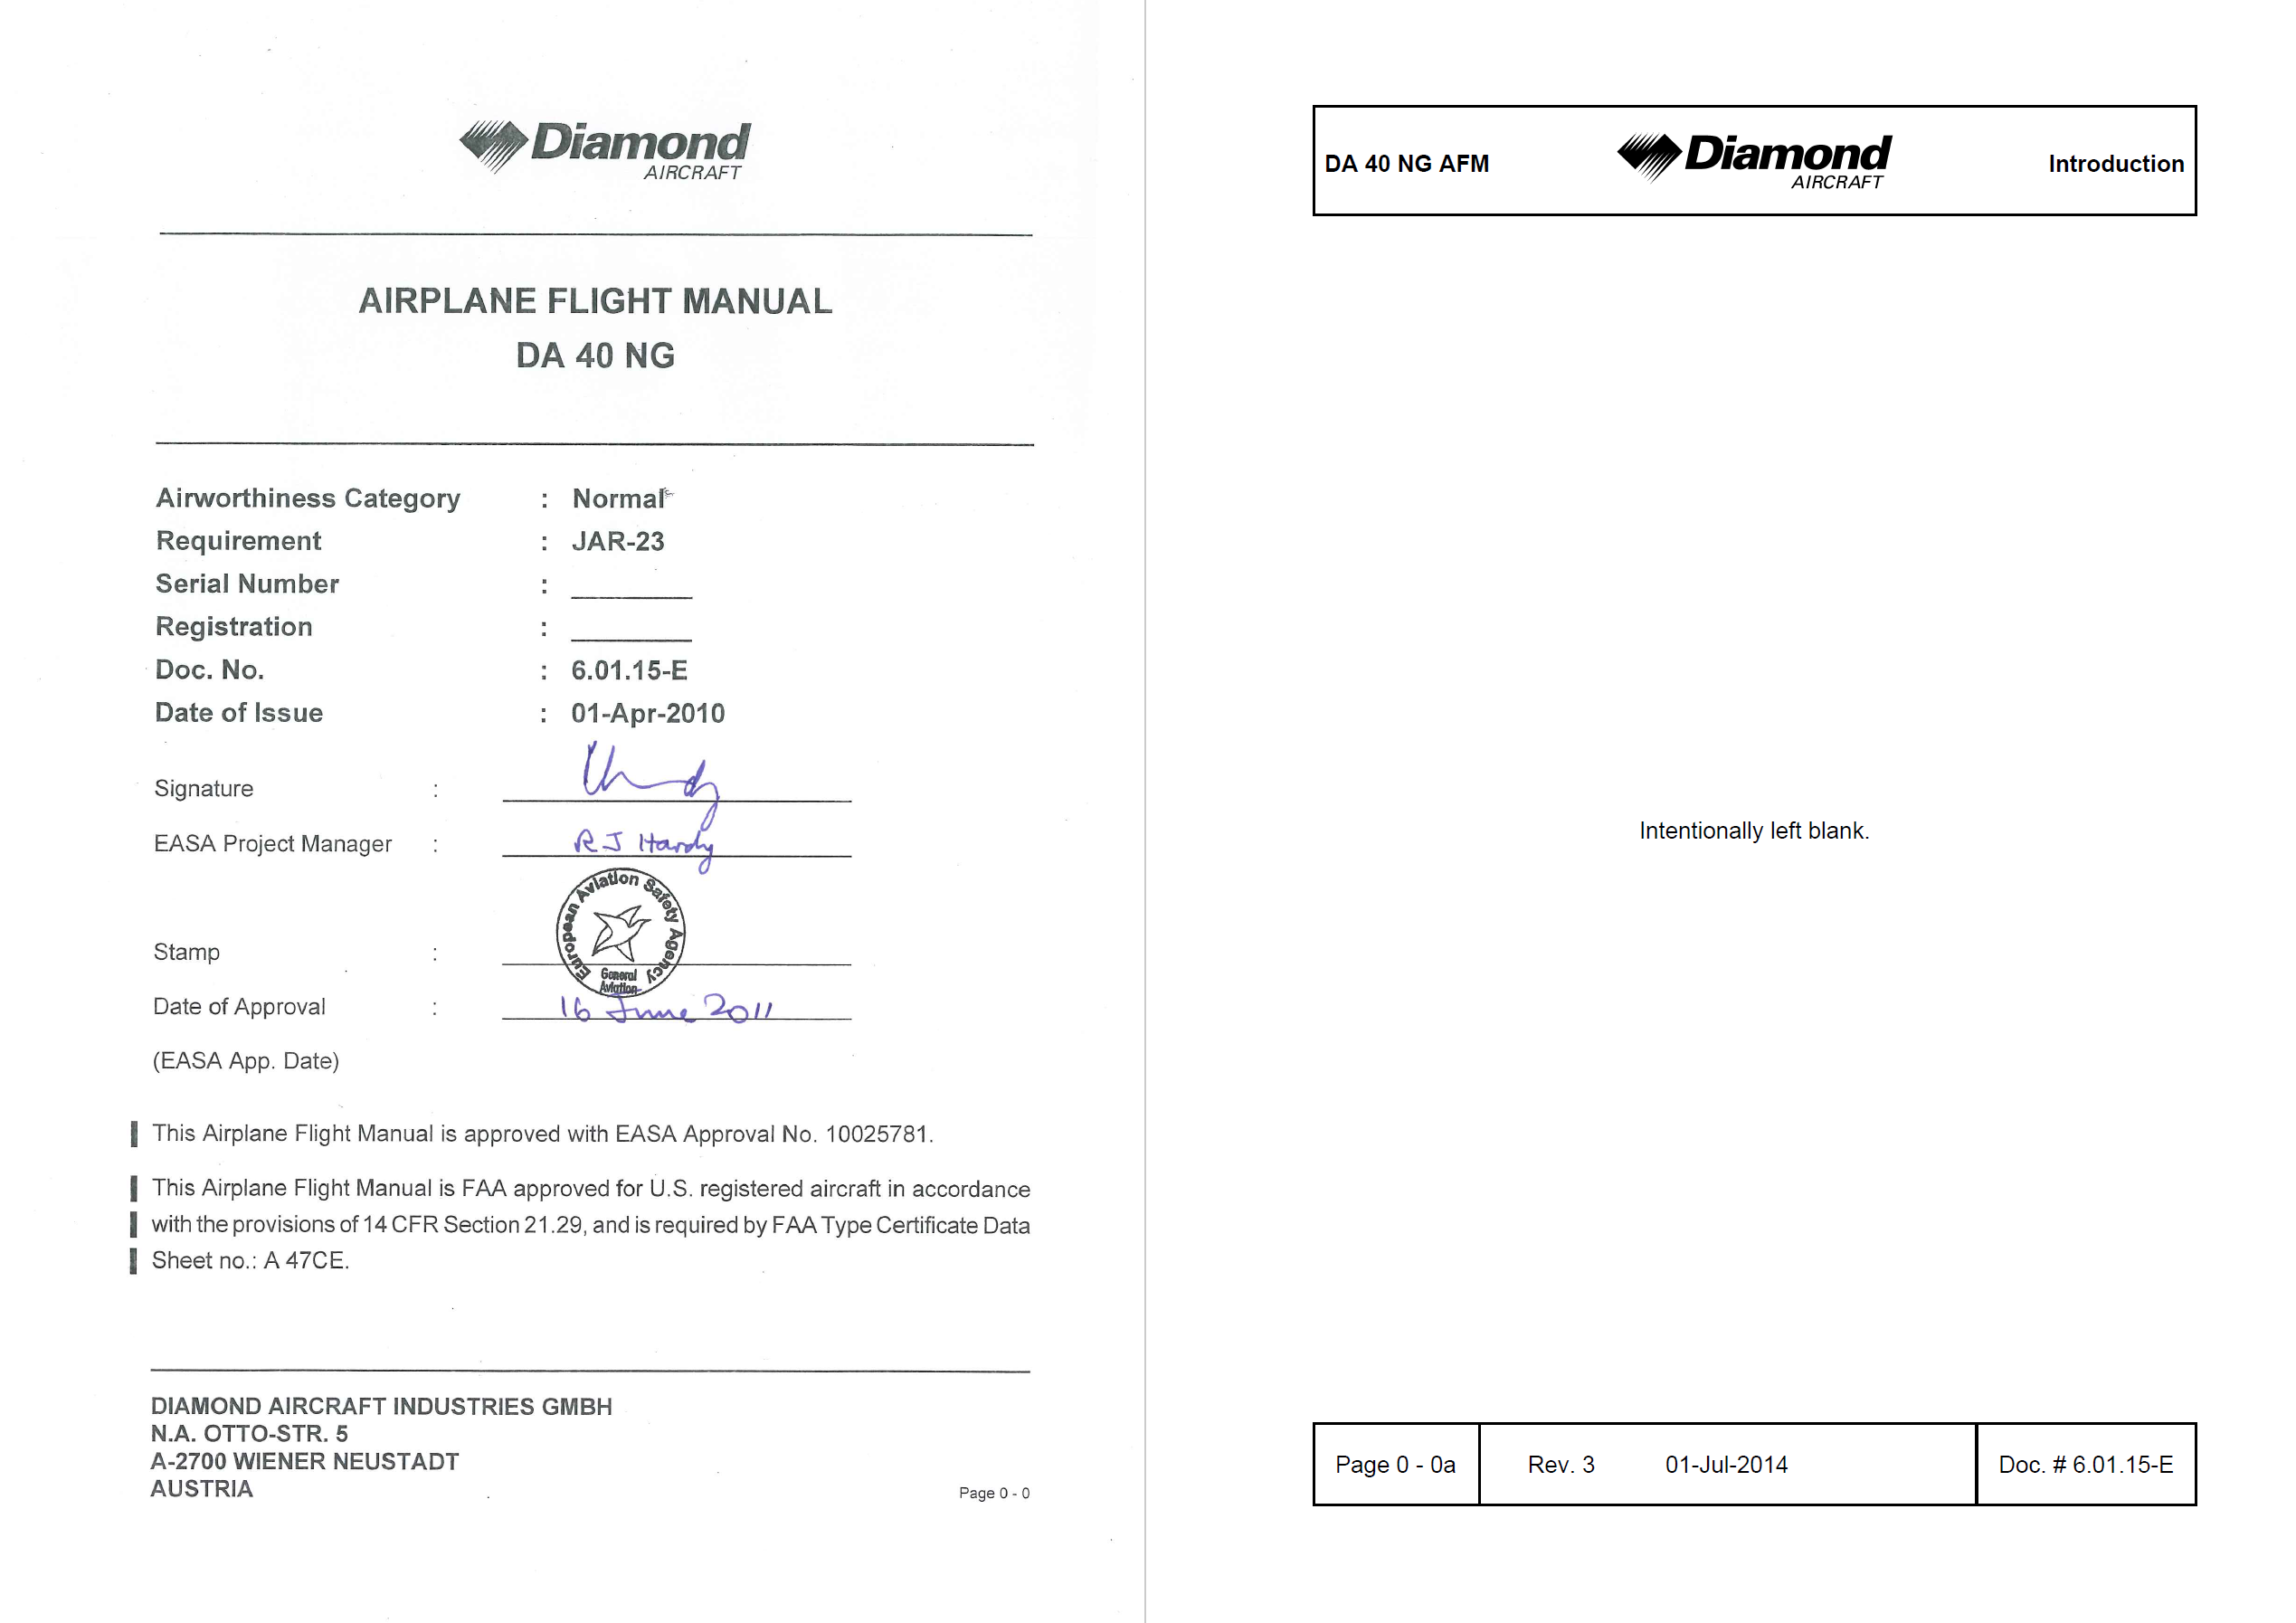 Diamond
AIRCRAFT
AIRPLANE FLIGHT MANUAL
DA 40 NG
Airworthiness Category : Normal
Requirement : JAR-23
Serial Number :
Registration :
Doc. No. : 6.01.15-E
Date of Issue : 01-Apr-2010
Signature :
EASA Project Manager : R J Hardy
European Aviation Safety Agency
General
Aviation
Stamp :
Date of Approval : 16 June 2011
(EASA App. Date)
This Airplane Flight Manual is approved with EASA Approval No. 10025781.
This Airplane Flight Manual is FAA approved for U.S. registered aircraft in accordance
with the provisions of 14 CFR Section 21.29, and is required by FAA Type Certificate Data
Sheet no.: A 47CE.
DIAMOND AIRCRAFT INDUSTRIES GMBH
N.A. OTTO-STR. 5
A-2700 WIENER NEUSTADT
AUSTRIA
Page 0 - 0
DA 40 NG AFM
Diamond
AIRCRAFT
Introduction
Intentionally left blank.
Page 0 - 0a
Rev. 3 01-Jul-2014
Doc. # 6.01.15-E